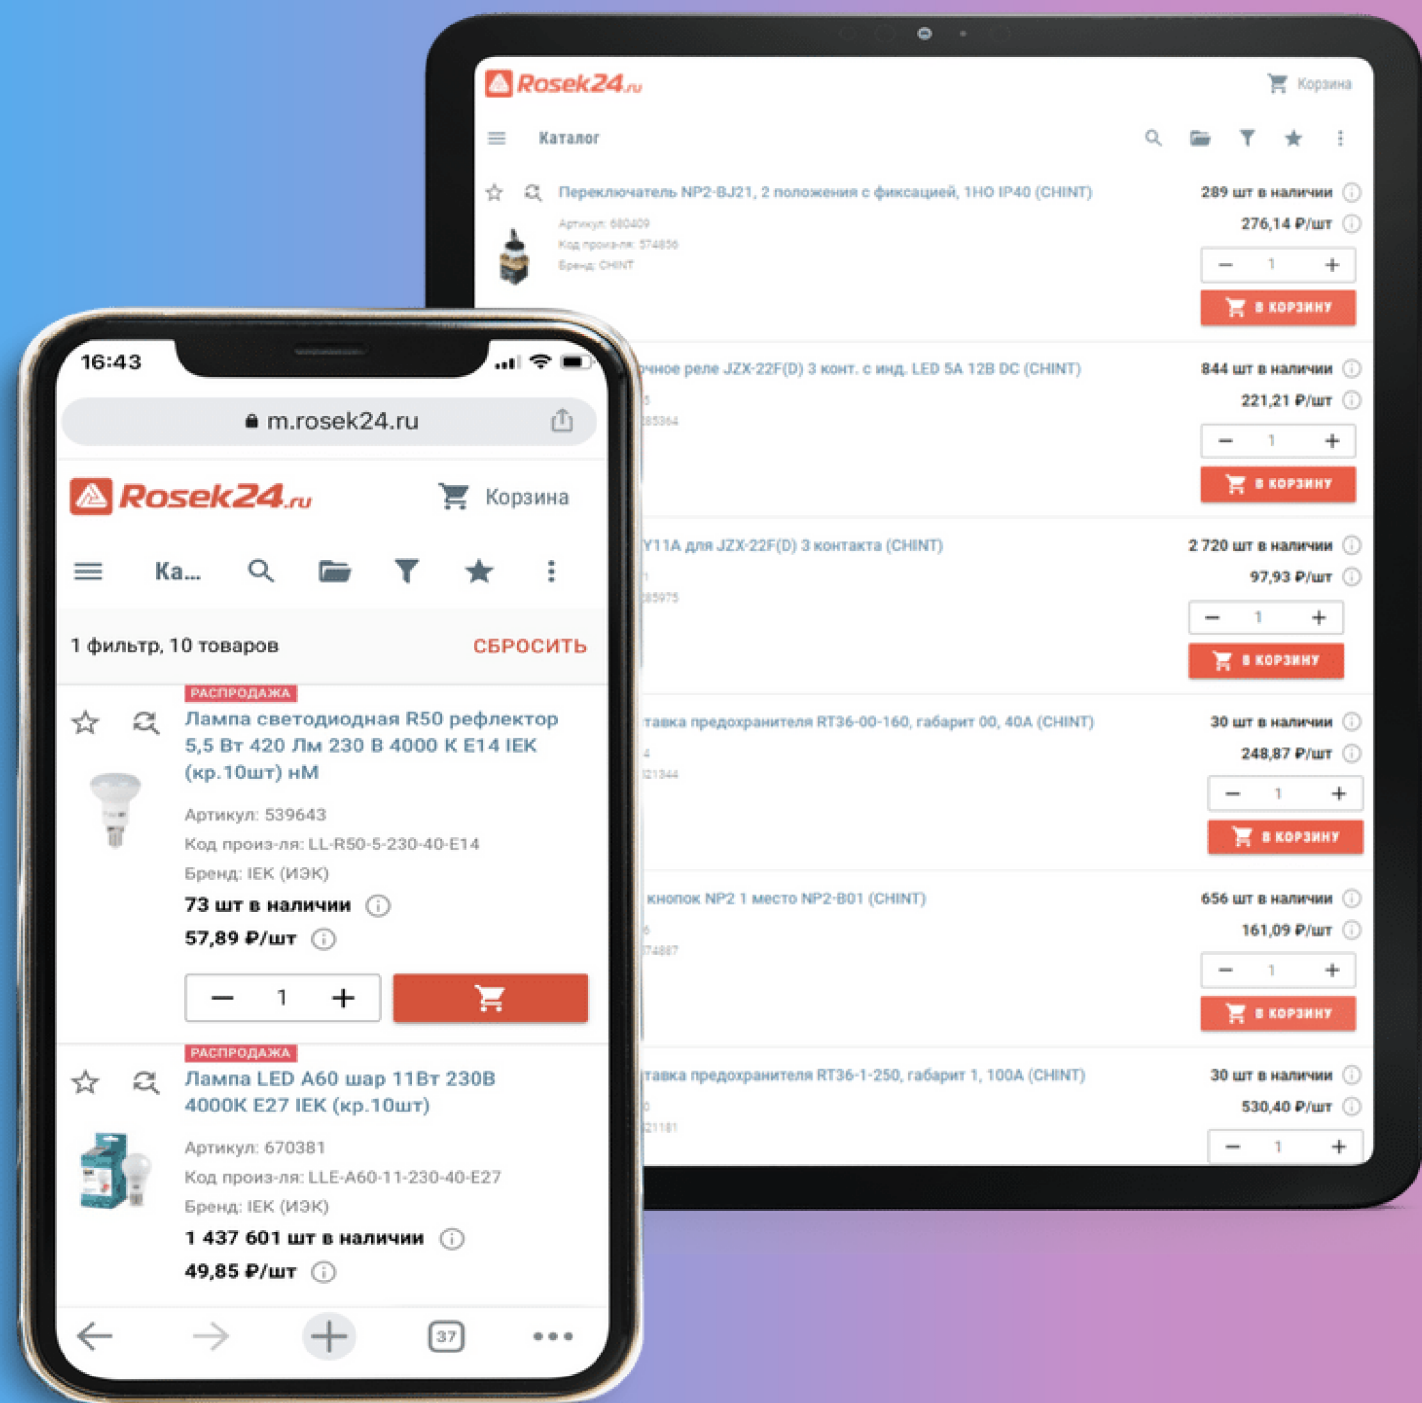 Rosek24.ru
Корзина
Каталог
Переключатель NP2-BJ21, 2 положения с фиксацией, 1НО IP40 (CHINT)
Артикул: 680409
Код произ-ля: 574856
Бренд: CHINT
289 шт в наличии
276,14 ₽/шт
− 1 +
В КОРЗИНУ
реле JZX-22F(D) 3 конт. с инд. LED 5A 12В DC (CHINT)
844 шт в наличии
221,21 ₽/шт
− 1 +
В КОРЗИНУ
Y11A для JZX-22F(D) 3 контакта (CHINT)
2 720 шт в наличии
97,93 ₽/шт
− 1 +
В КОРЗИНУ
предохранителя RT36-00-160, габарит 00, 40А (CHINT)
30 шт в наличии
248,87 ₽/шт
− 1 +
В КОРЗИНУ
кнопок NP2 1 место NP2-B01 (CHINT)
656 шт в наличии
161,09 ₽/шт
− 1 +
В КОРЗИНУ
предохранителя RT36-1-250, габарит 1, 100А (CHINT)
30 шт в наличии
530,40 ₽/шт
− 1 +
16:43
m.rosek24.ru
Rosek24.ru
Корзина
Ка...
1 фильтр, 10 товаров
СБРОСИТЬ
РАСПРОДАЖА
Лампа светодиодная R50 рефлектор
5,5 Вт 420 Лм 230 В 4000 К E14 IEK
(кр.10шт) нМ
Артикул: 539643
Код произ-ля: LL-R50-5-230-40-E14
Бренд: IEK (ИЭК)
73 шт в наличии
57,89 ₽/шт
− 1 +
РАСПРОДАЖА
Лампа LED A60 шар 11Вт 230В
4000К E27 IEK (кр.10шт)
Артикул: 670381
Код произ-ля: LLE-A60-11-230-40-E27
Бренд: IEK (ИЭК)
1 437 601 шт в наличии
49,85 ₽/шт
37